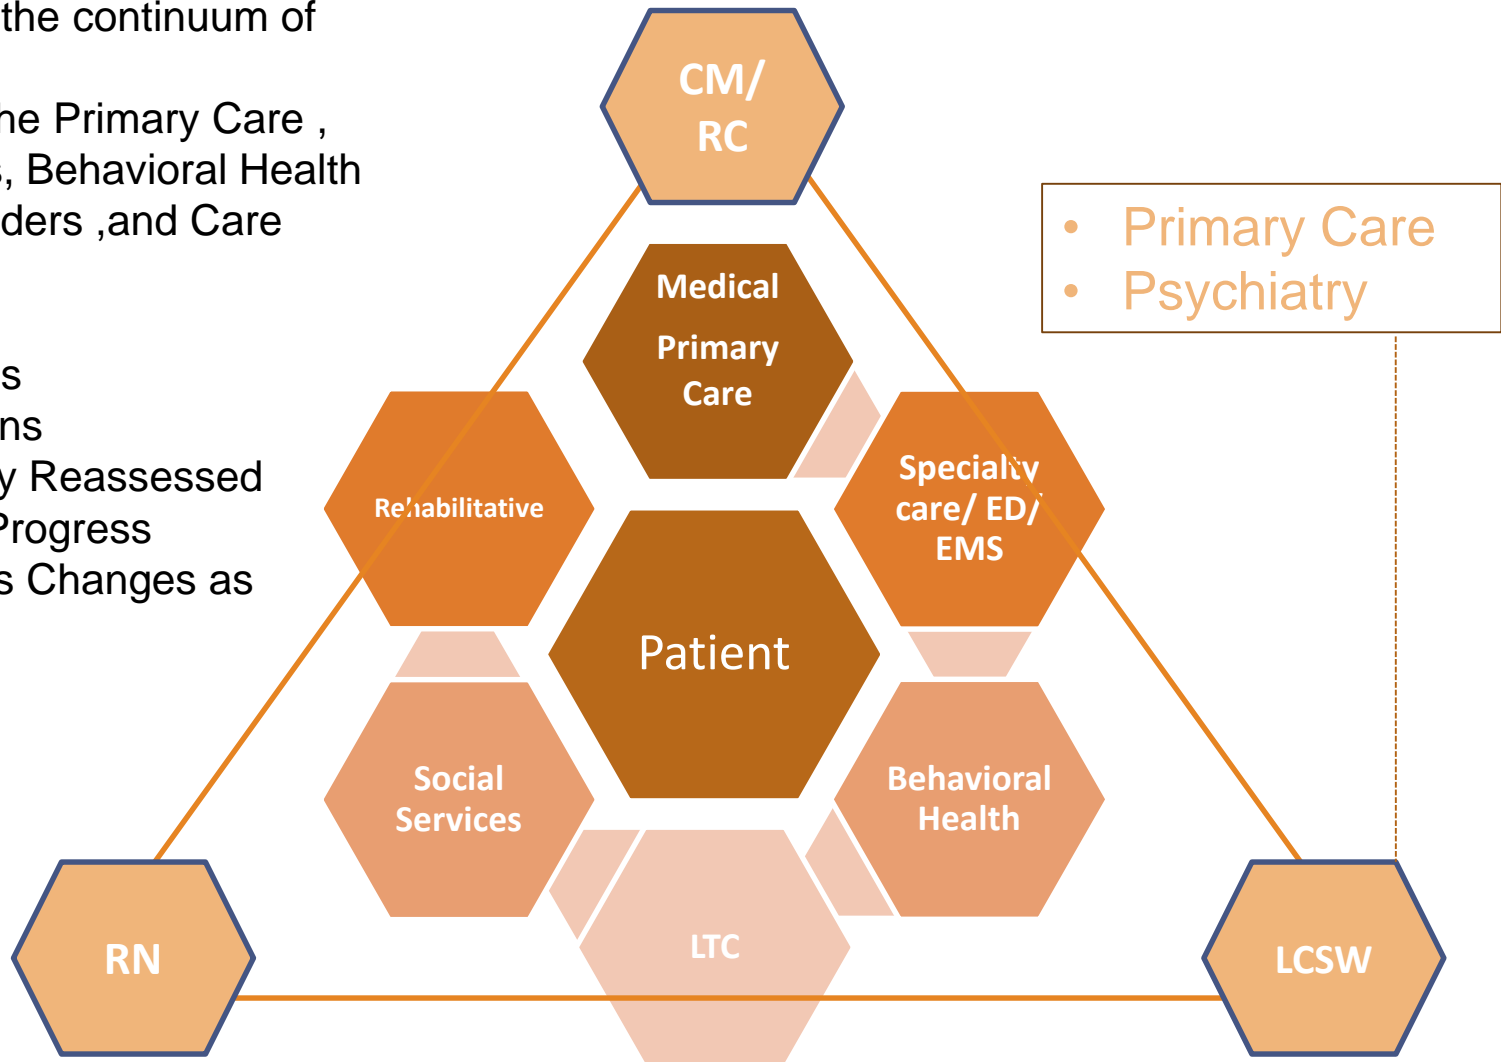 the continuum of
he Primary Care ,
s, Behavioral Health
ders ,and Care
s
ns
y Reassessed
Progress
s Changes as
CM/
RC
• Primary Care
• Psychiatry
Medical
Primary
Care
Rehabilitative
Specialty
care/ ED/
EMS
Patient
Social
Services
Behavioral
Health
LTC
RN
LCSW